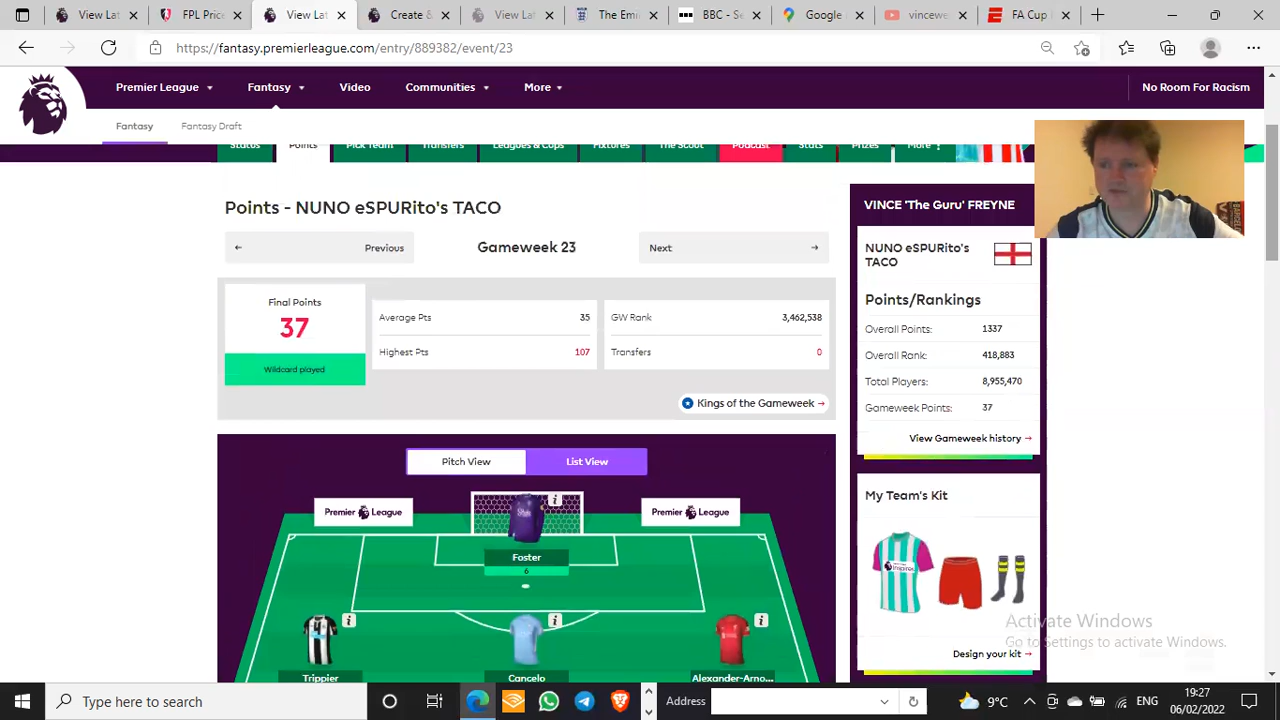 View Lat
FPL Pric
View Lat
Create S
View Lat
The Emi
BBC - Se
Google
vincewe
FA Cup
https://fantasy.premierleague.com/entry/889382/event/23
Premier League Fantasy Video Communities More No Room For Racism
Fantasy Fantasy Draft
Status Points Pick Team Transfers Leagues & Cups Fixtures The Scout Podcast Stats Prizes More
Points - NUNO eSPURito's TACO
Previous Gameweek 23 Next
Final Points
37
Wildcard played
Average Pts 35
Highest Pts 107
GW Rank 3,462,538
Transfers 0
Kings of the Gameweek
Pitch View List View
Premier League
Premier League
Foster
6
Trippier Cancelo Alexander-Arno...
VINCE 'The Guru' FREYNE
NUNO eSPURito's
TACO
Points/Rankings
Overall Points: 1337
Overall Rank: 418,883
Total Players: 8,955,470
Gameweek Points: 37
View Gameweek history
My Team's Kit
Design your kit
Activate Windows
Go to Settings to activate Windows.
Type here to search
Address
9°C
ENG
19:27
06/02/2022